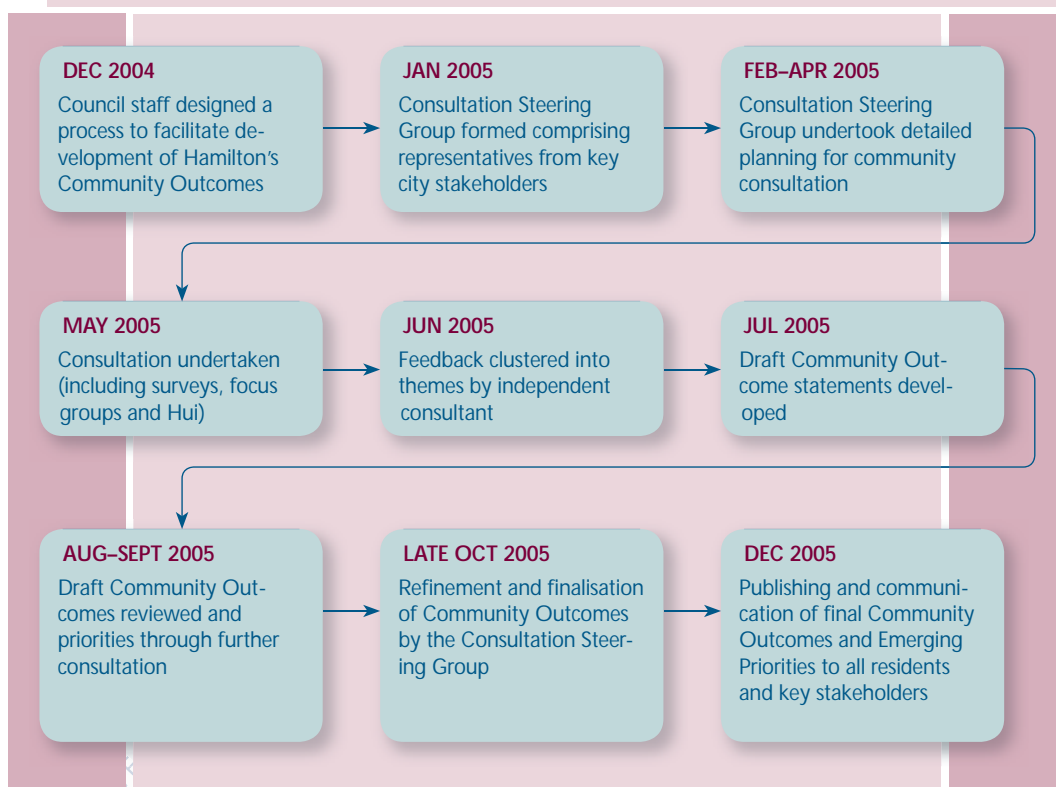 DEC 2004
Council staff designed a
process to facilitate de-
velopment of Hamilton's
Community Outcomes
JAN 2005
Consultation Steering
Group formed comprising
representatives from key
city stakeholders
FEB–APR 2005
Consultation Steering
Group undertook detailed
planning for community
consultation
MAY 2005
Consultation undertaken
(including surveys, focus
groups and Hui)
JUN 2005
Feedback clustered into
themes by independent
consultant
JUL 2005
Draft Community Out-
come statements devel-
oped
AUG–SEPT 2005
Draft Community Out-
comes reviewed and
priorities through further
consultation
LATE OCT 2005
Refinement and finalisation
of Community Outcomes
by the Consultation Steer-
ing Group
DEC 2005
Publishing and communi-
cation of final Community
Outcomes and Emerging
Priorities to all residents
and key stakeholders